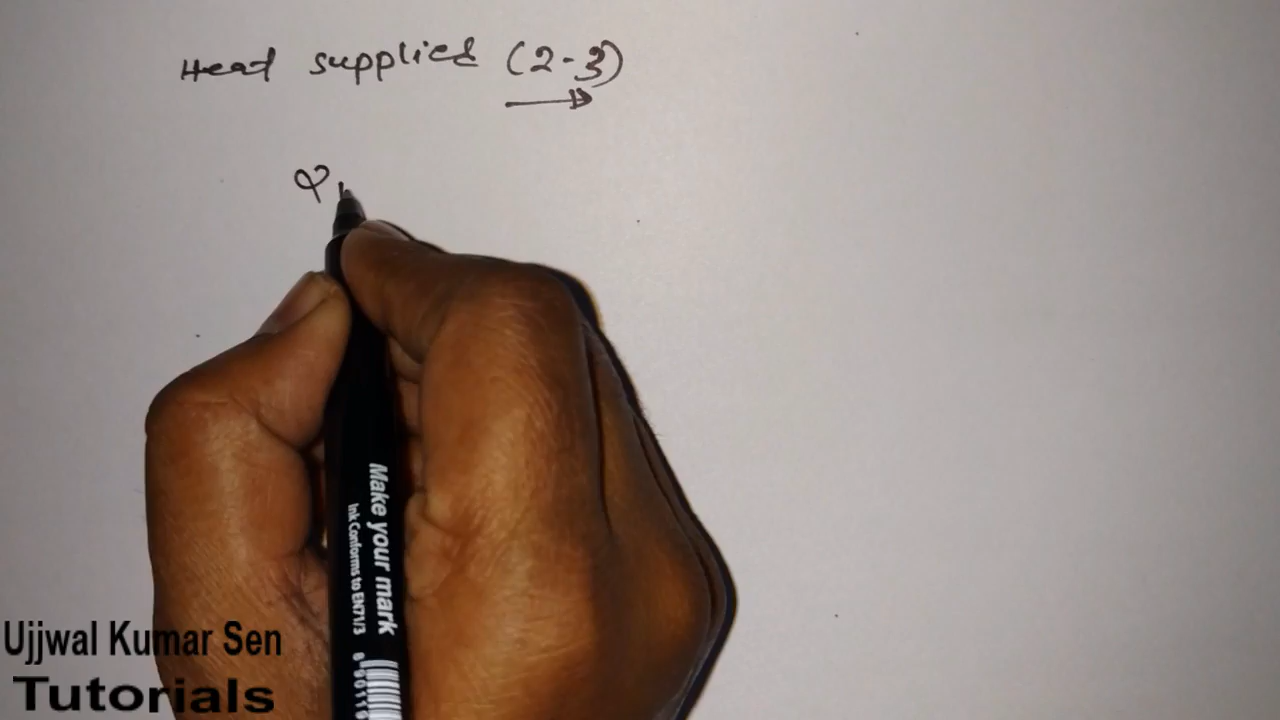 Heat supplied (2-3)
Q
Make your mark
Ink Conforms to EN71/3
Ujjwal Kumar Sen
Tutorials